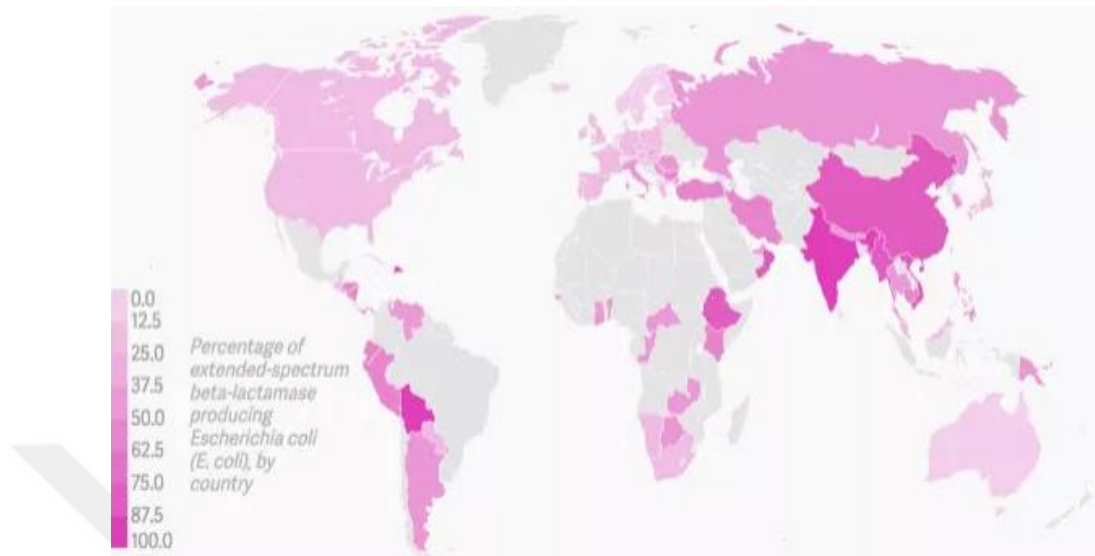 0.0
12.5
25.0
37.5
50.0
62.5
75.0
87.5
100.0
Percentage of
extended-spectrum
beta-lactamase
producing
Escherichia coli
(E, coli), by
country